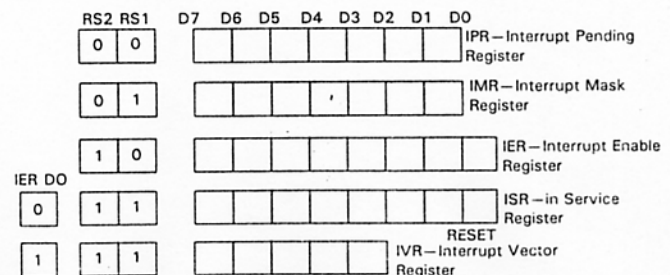 RS2 RS1 D7 D6 D5 D4 D3 D2 D1 D0
0 0 IPR—Interrupt Pending
Register
0 1 IMR—Interrupt Mask
Register
1 0 IER—Interrupt Enable
Register
IER DO
0 1 1 ISR—in Service
Register
RESET
1 1 1 IVR—Interrupt Vector
Register